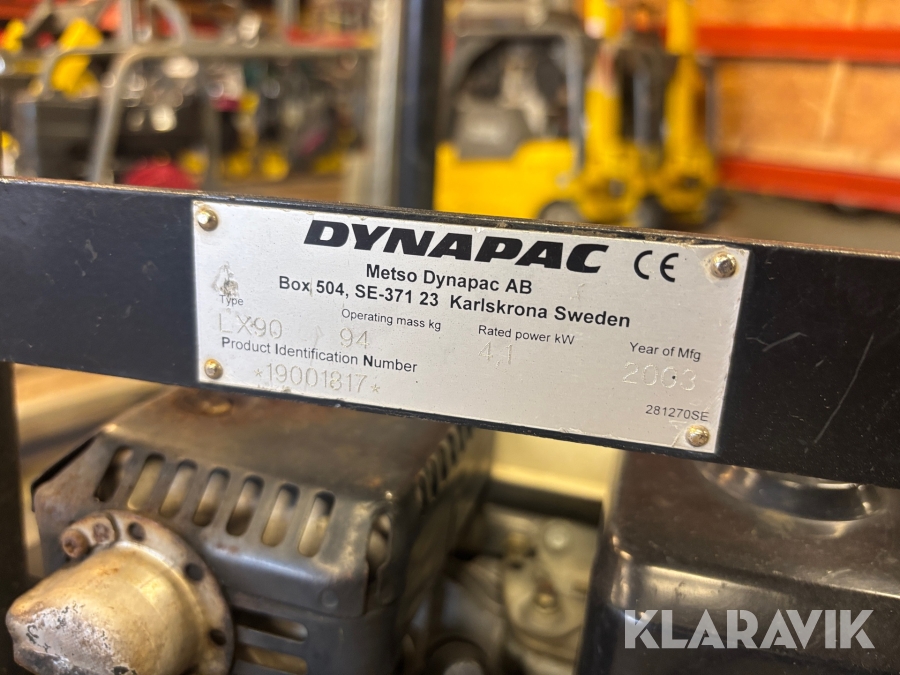 DYNAPAC CE
Metso Dynapac AB
Box 504, SE-371 23 Karlskrona Sweden
Type Operating mass kg Rated power kW Year of Mfg
LX90 94 4.1 2003
Product Identification Number
*19001817*
281270SE
KLARAVIK